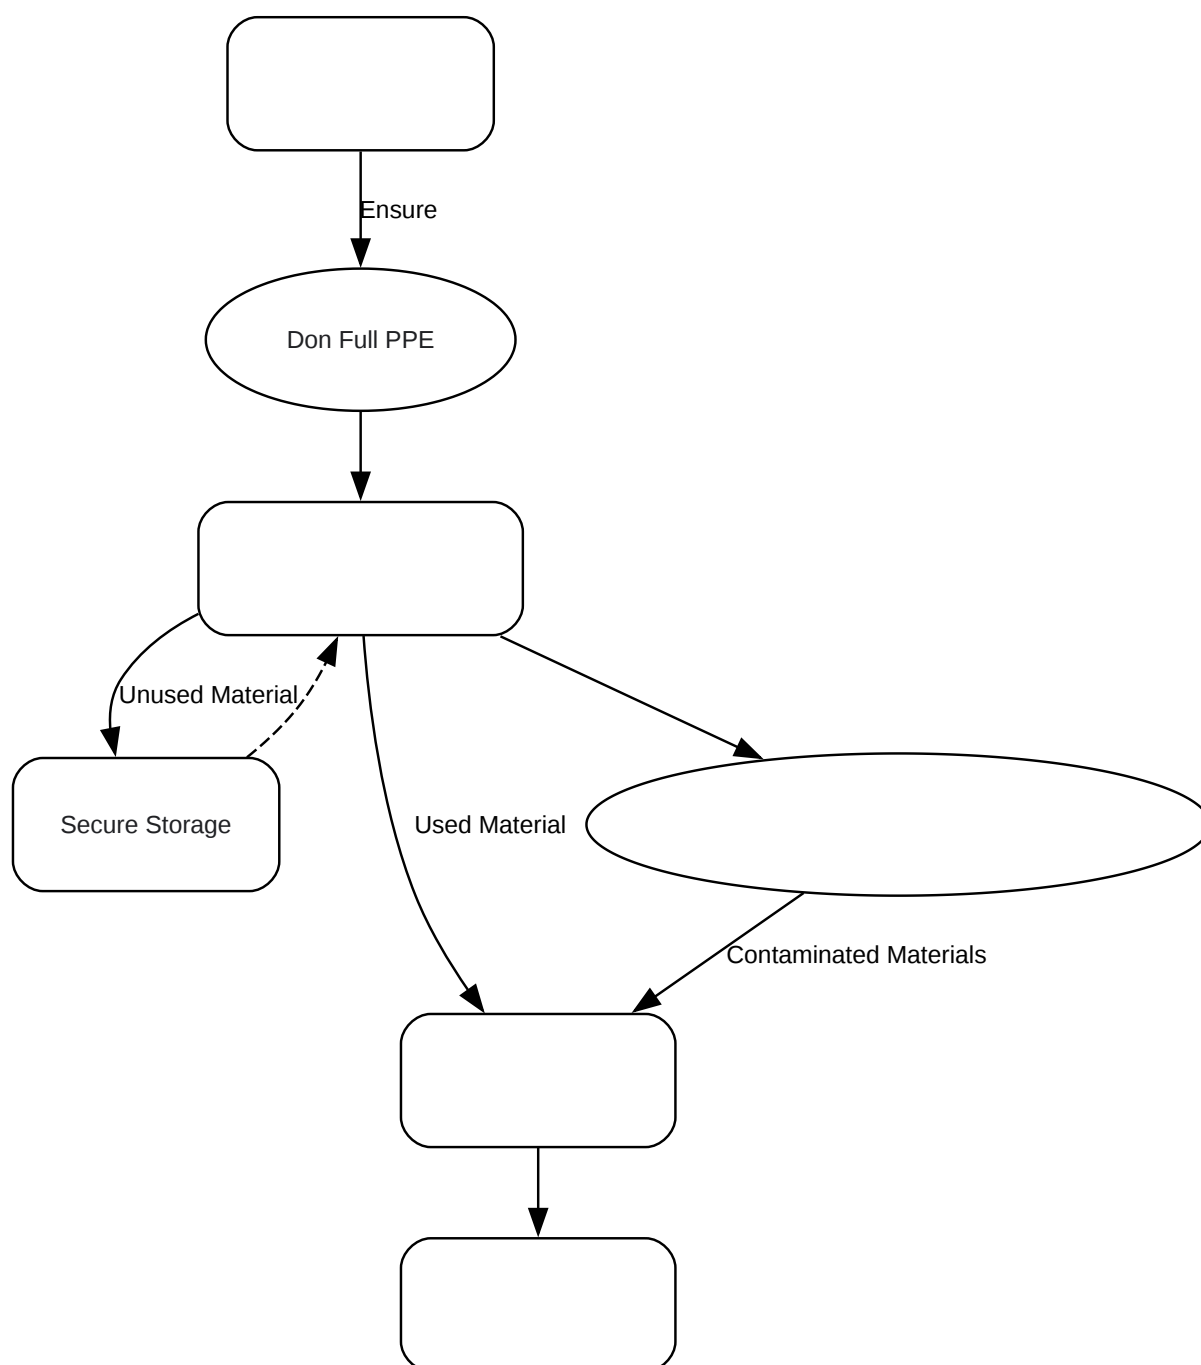 Ensure
Don Full PPE
Unused Material
Secure Storage
Used Material
Contaminated Materials